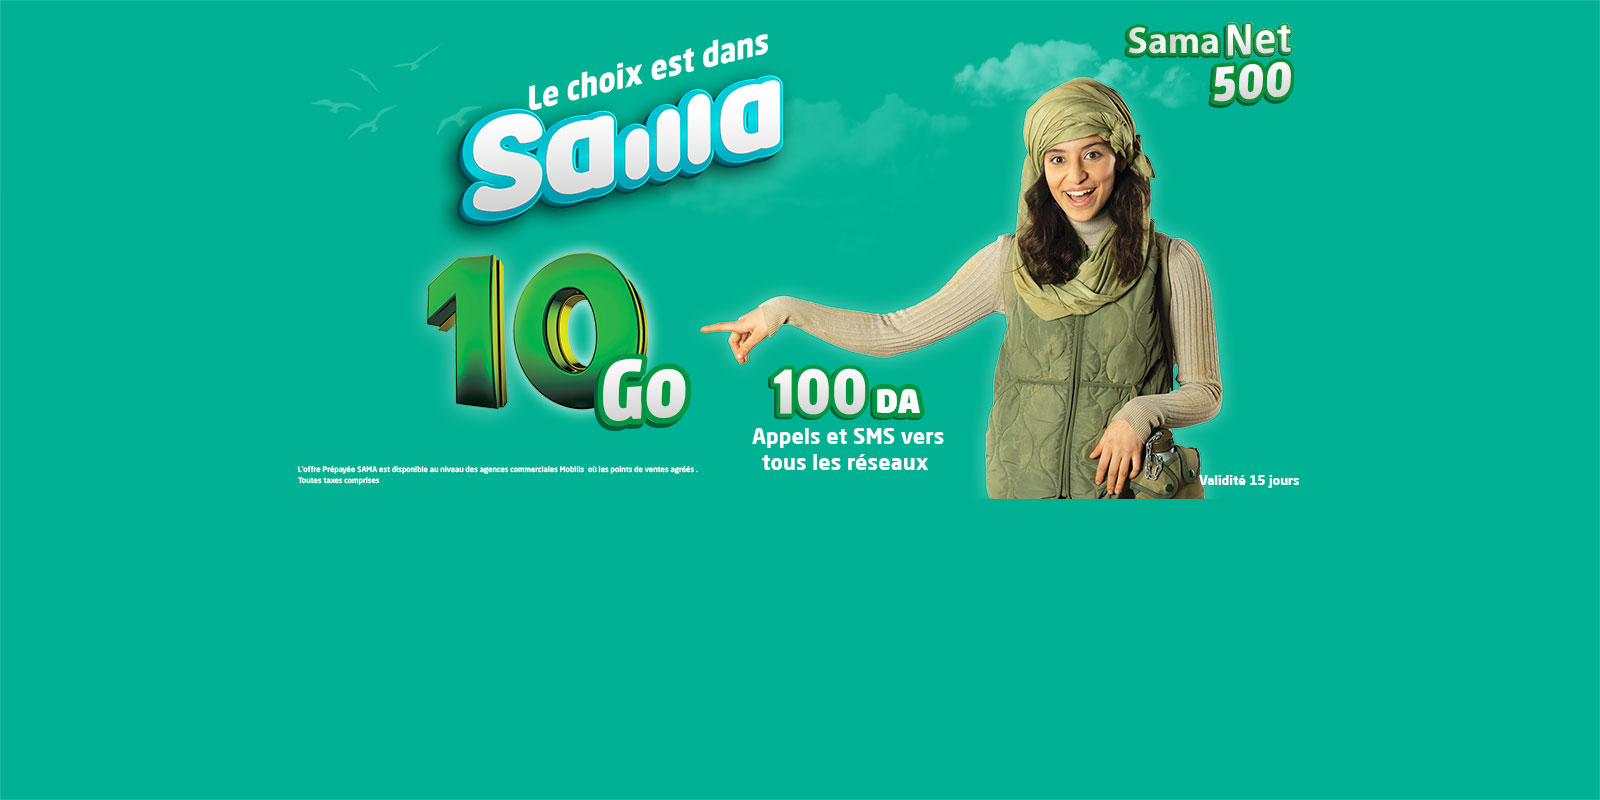 Le choix est dans
Sama
Sama Net
500
10
Go
100 DA
Appels et SMS vers
tous les réseaux
L'offre Prépayée SAMA est disponible au niveau des agences commerciales Mobilis où les points de ventes agréés .
Toutes taxes comprises
Validité 15 jours